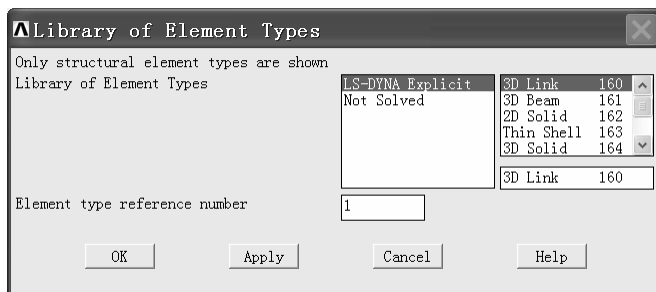 Library of Element Types
Only structural element types are shown
Library of Element Types
LS-DYNA Explicit
Not Solved
3D Link 160
3D Beam 161
2D Solid 162
Thin Shell 163
3D Solid 164
3D Link 160
Element type reference number
1
OK Apply Cancel Help